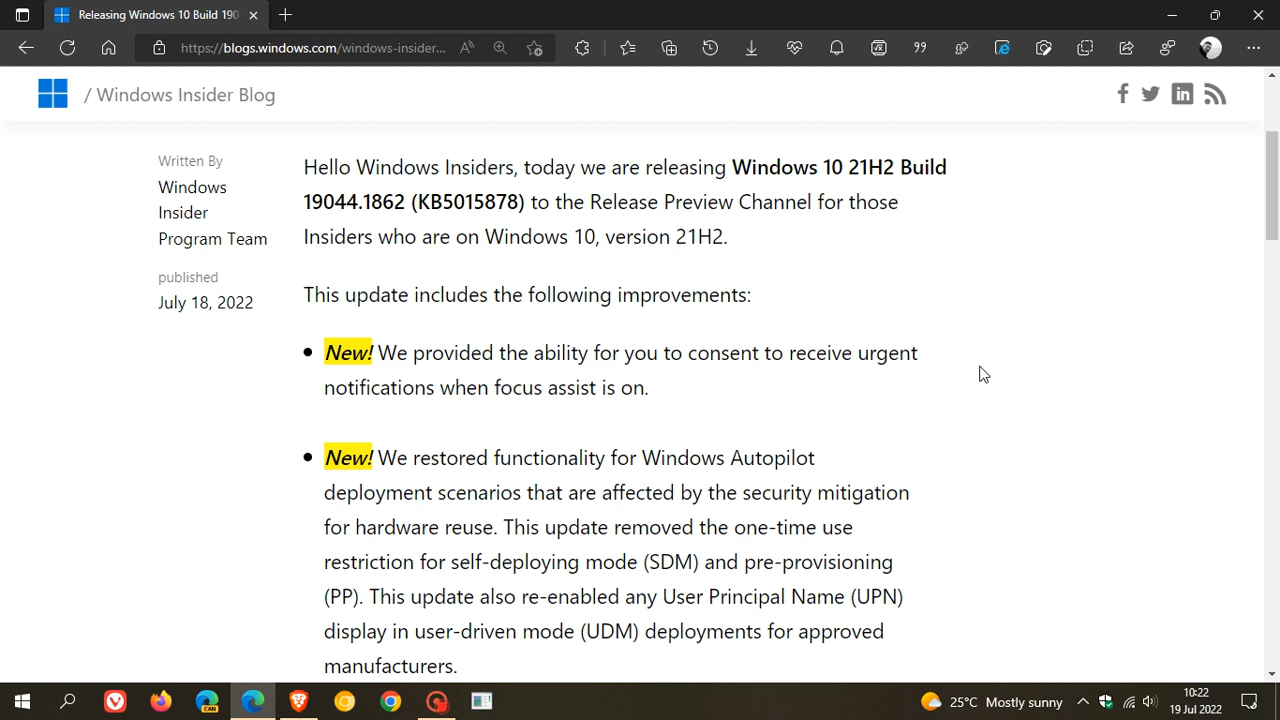 Releasing Windows 10 Build 190
https://blogs.windows.com/windows-insider...
/ Windows Insider Blog
Written By
Windows
Insider
Program Team
published
July 18, 2022
Hello Windows Insiders, today we are releasing Windows 10 21H2 Build
19044.1862 (KB5015878) to the Release Preview Channel for those
Insiders who are on Windows 10, version 21H2.
This update includes the following improvements:
• New! We provided the ability for you to consent to receive urgent
notifications when focus assist is on.
• New! We restored functionality for Windows Autopilot
deployment scenarios that are affected by the security mitigation
for hardware reuse. This update removed the one-time use
restriction for self-deploying mode (SDM) and pre-provisioning
(PP). This update also re-enabled any User Principal Name (UPN)
display in user-driven mode (UDM) deployments for approved
manufacturers.
CAN
25°C Mostly sunny
10:22
19 Jul 2022